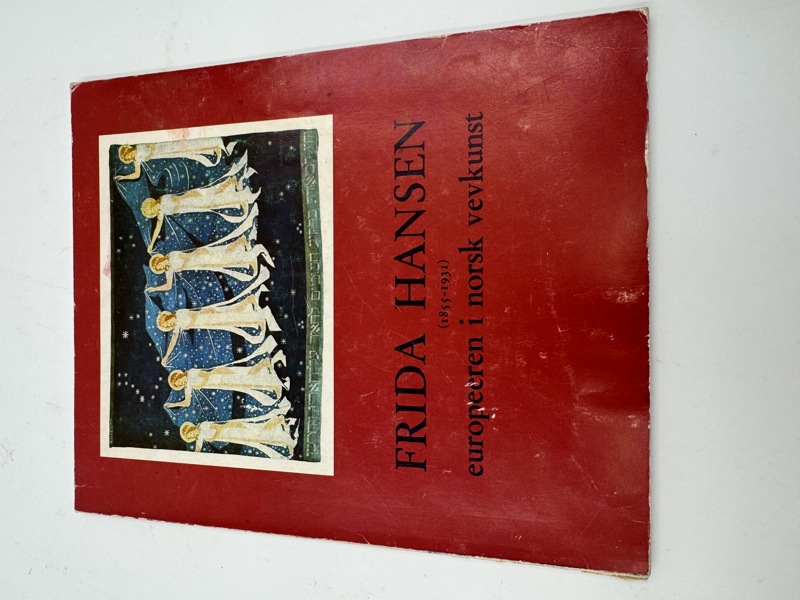 FRIDA HANSEN
(1855-1931)
europeeren i norsk vevkunst